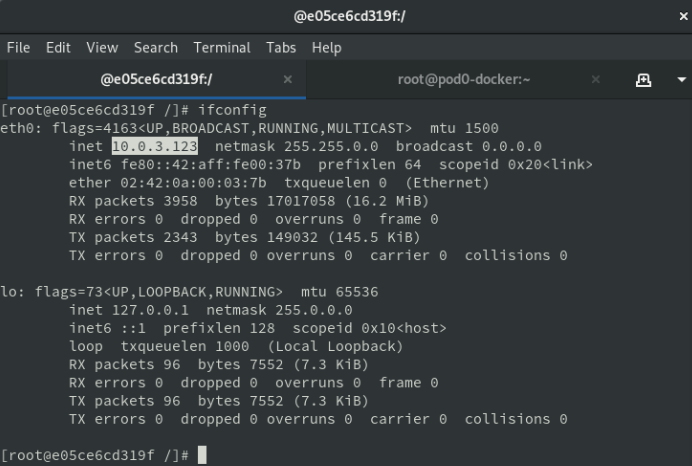 @e05ce6cd319f:/ ×
File Edit View Search Terminal Tabs Help
@e05ce6cd319f:/ × root@pod0-docker:~ ×
[root@e05ce6cd319f /]# ifconfig
eth0: flags=4163<UP,BROADCAST,RUNNING,MULTICAST>  mtu 1500
        inet 10.0.3.123  netmask 255.255.0.0  broadcast 0.0.0.0
        inet6 fe80::42:aff:fe00:37b  prefixlen 64  scopeid 0x20<link>
        ether 02:42:0a:00:03:7b  txqueuelen 0  (Ethernet)
        RX packets 3958  bytes 17017058 (16.2 MiB)
        RX errors 0  dropped 0  overruns 0  frame 0
        TX packets 2343  bytes 149032 (145.5 KiB)
        TX errors 0  dropped 0 overruns 0  carrier 0  collisions 0
lo: flags=73<UP,LOOPBACK,RUNNING>  mtu 65536
        inet 127.0.0.1  netmask 255.0.0.0
        inet6 ::1  prefixlen 128  scopeid 0x10<host>
        loop  txqueuelen 1000  (Local Loopback)
        RX packets 96  bytes 7552 (7.3 KiB)
        RX errors 0  dropped 0  overruns 0  frame 0
        TX packets 96  bytes 7552 (7.3 KiB)
        TX errors 0  dropped 0 overruns 0  carrier 0  collisions 0
[root@e05ce6cd319f /]#